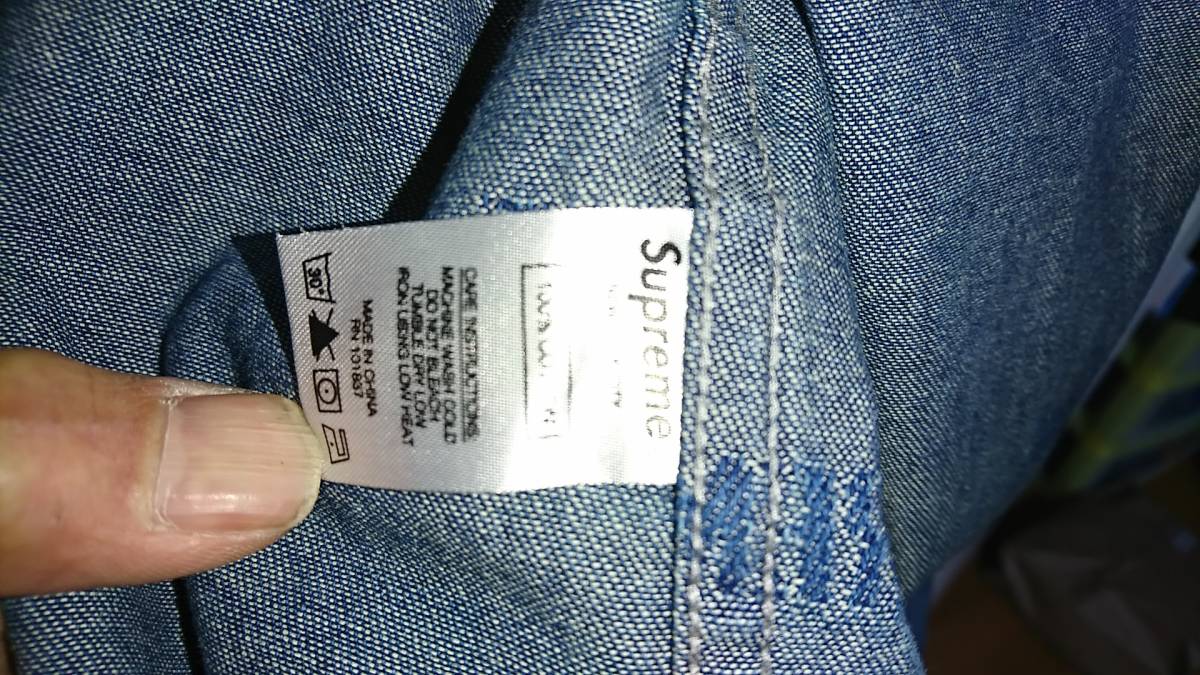 Supreme
CARE INSTRUCTIONS
MACHINE WASH COLD
DO NOT BLEACH
TUMBLE DRY LOW
IRON USING LOW HEAT
MADE IN CHINA
RN 101837
30°